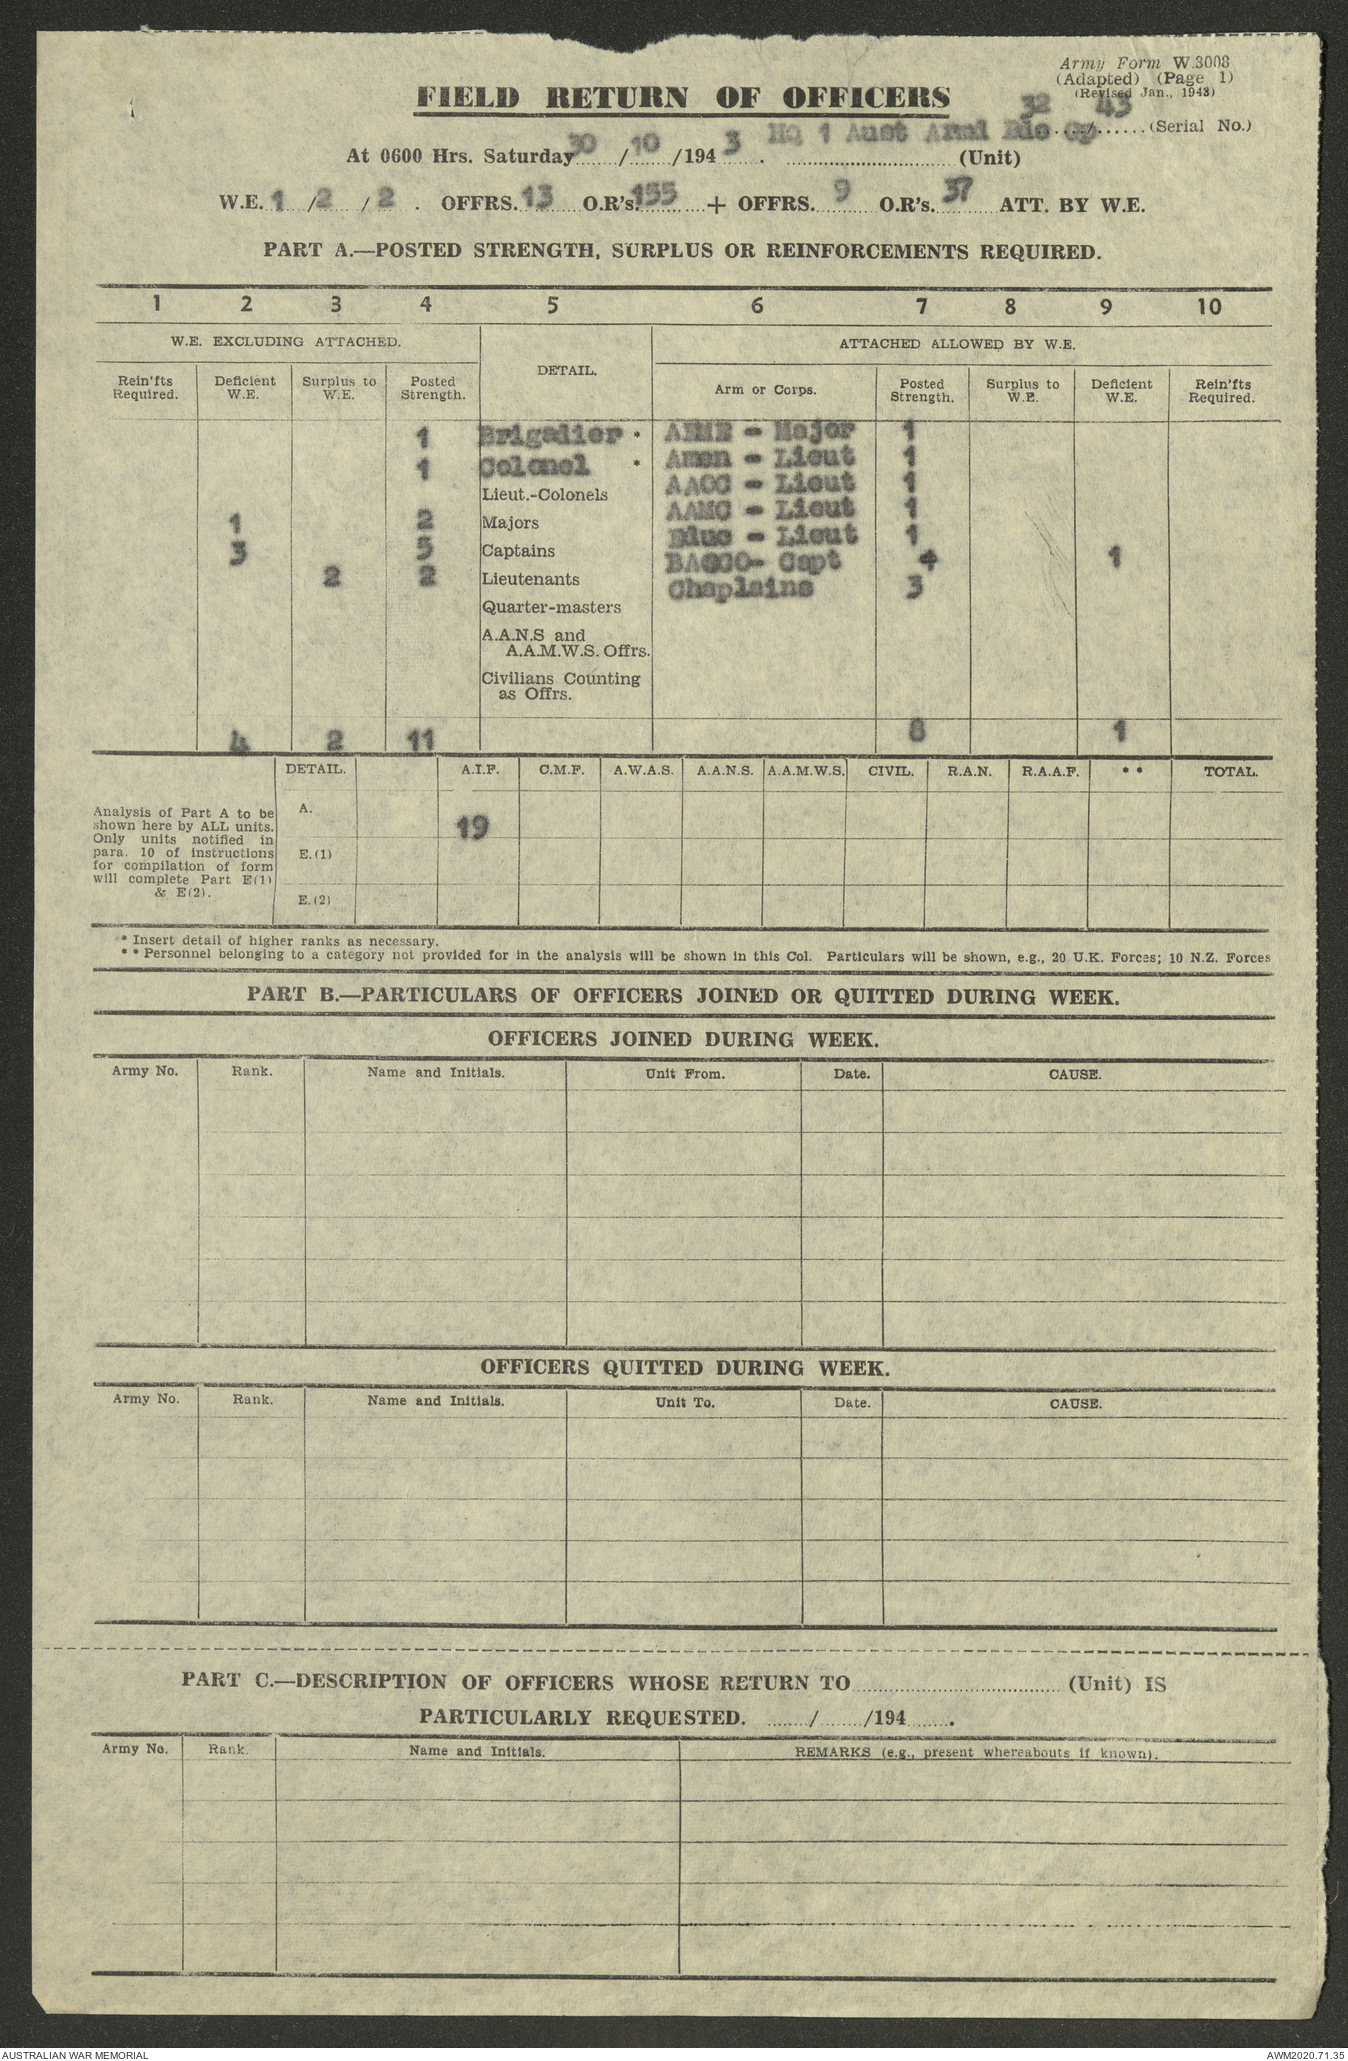 Army Form W.3008
(Adapted) (Page 1)
(Revised Jan., 1943)
FIELD RETURN OF OFFICERS
32 / 43 (Serial No.)
HQ 1 Aust Armd Bde Gp
At 0600 Hrs. Saturday 30 / 10 /194 3 . (Unit)
W.E. 1 / 2 / 2 . OFFRS. 13 O.R's. 155 + OFFRS. 9 O.R's. 37 ATT. BY W.E.
PART A.—POSTED STRENGTH, SURPLUS OR REINFORCEMENTS REQUIRED.
1 2 3 4 5 6 7 8 9 10
W.E. EXCLUDING ATTACHED. DETAIL. ATTACHED ALLOWED BY W.E.
Rein'fts Required. Deficient W.E. Surplus to W.E. Posted Strength. Arm or Corps. Posted Strength. Surplus to W.E. Deficient W.E. Rein'fts Required.
1 Brigadier * AEME - Major 1
1 Colonel * Amen - Lieut 1
Lieut.-Colonels AAOC - Lieut 1
1 2 Majors AAMC - Lieut 1
3 5 Captains Educ - Lieut 1
2 2 Lieutenants Capt 4 1
Quarter-masters Chaplains 3
A.A.N.S and
A.A.M.W.S. Offrs.
Civilians Counting
as Offrs.
4 2 11 8 1
DETAIL. A.I.F. C.M.F. A.W.A.S. A.A.N.S. A.A.M.W.S. CIVIL. R.A.N. R.A.A.F. * * TOTAL.
Analysis of Part A to be
shown here by ALL units.
Only units notified in
para. 10 of instructions
for compilation of form
will complete Part E(1)
& E(2).
A. 19
E.(1)
E.(2)
* Insert detail of higher ranks as necessary.
* * Personnel belonging to a category not provided for in the analysis will be shown in this Col. Particulars will be shown, e.g., 20 U.K. Forces; 10 N.Z. Forces
PART B.—PARTICULARS OF OFFICERS JOINED OR QUITTED DURING WEEK.
OFFICERS JOINED DURING WEEK.
Army No. Rank. Name and Initials. Unit From. Date. CAUSE.
OFFICERS QUITTED DURING WEEK.
Army No. Rank. Name and Initials. Unit To. Date. CAUSE.
PART C.—DESCRIPTION OF OFFICERS WHOSE RETURN TO (Unit) IS
PARTICULARLY REQUESTED. / /194 .
Army No. Rank. Name and Initials. REMARKS (e.g., present whereabouts if known).
AUSTRALIAN WAR MEMORIAL AWM2020.71.35